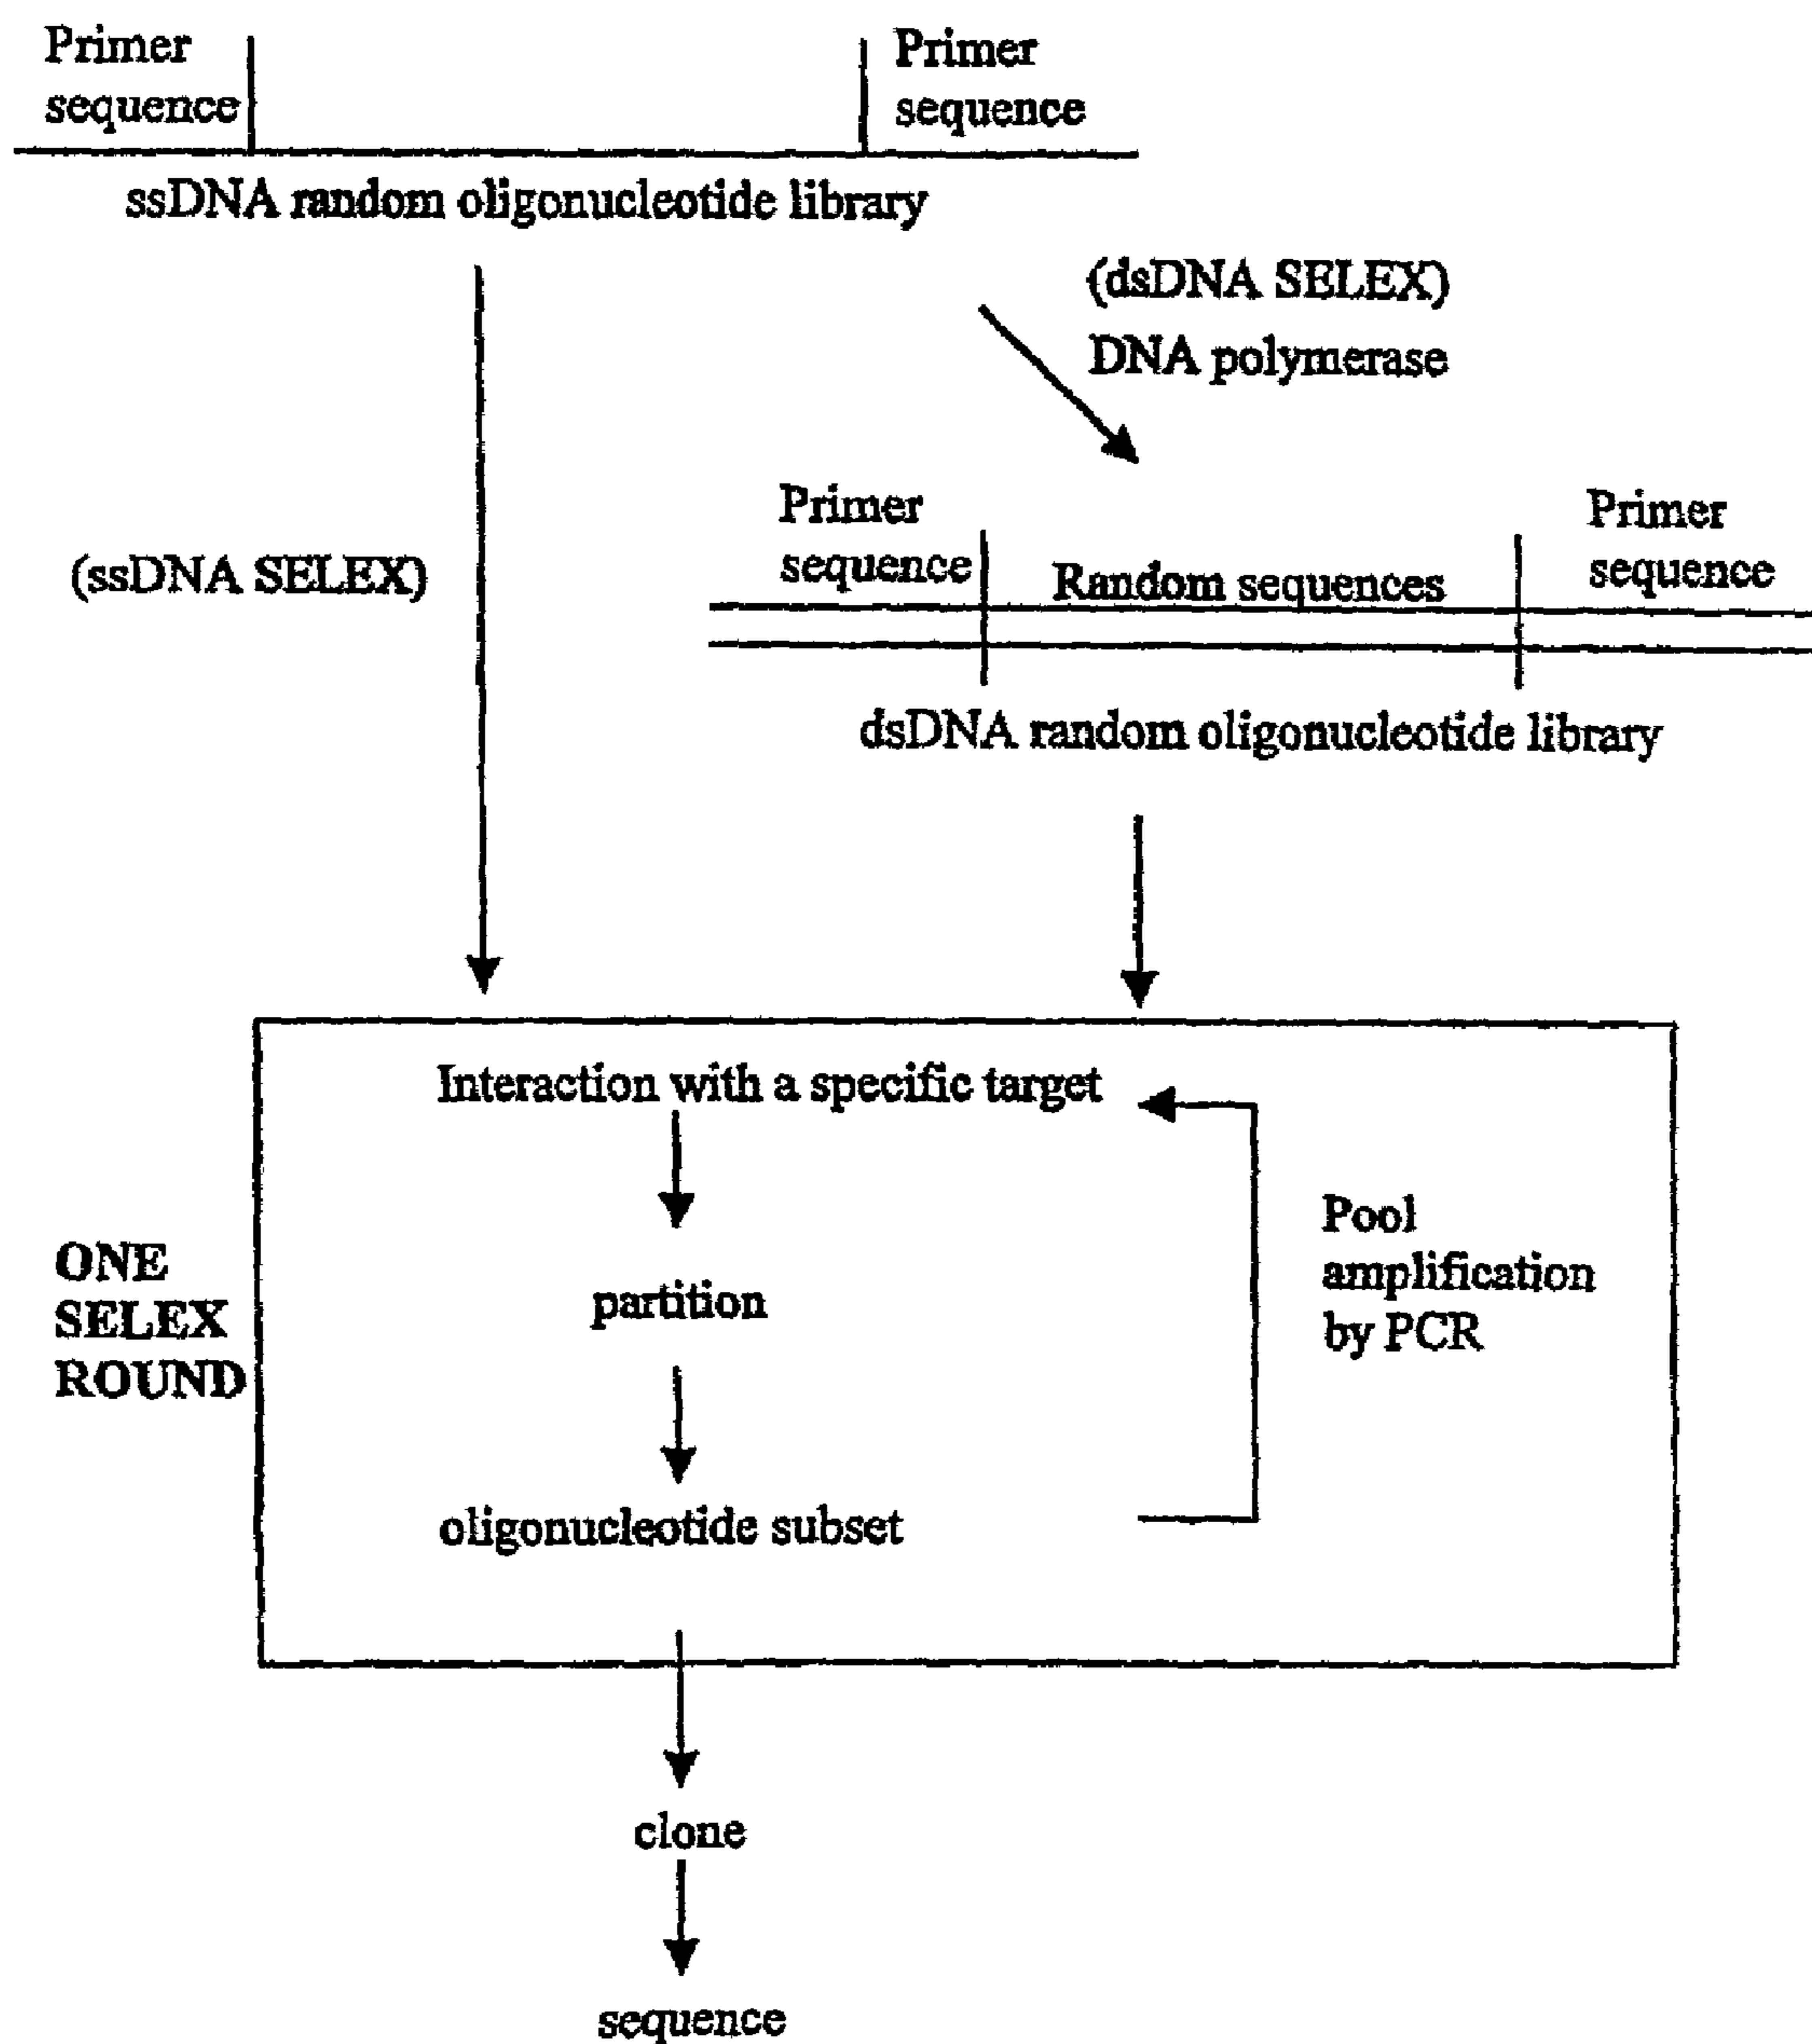 Primer
sequence
Primer
sequence
ssDNA random oligonucleotide library
(dsDNA SELEX)
DNA polymerase
(ssDNA SELEX)
Primer
sequence
Random sequences
Primer
sequence
dsDNA random oligonucleotide library
Interaction with a specific target
ONE
SELEX
ROUND
partition
Pool
amplification
by PCR
oligonucleotide subset
clone
sequence